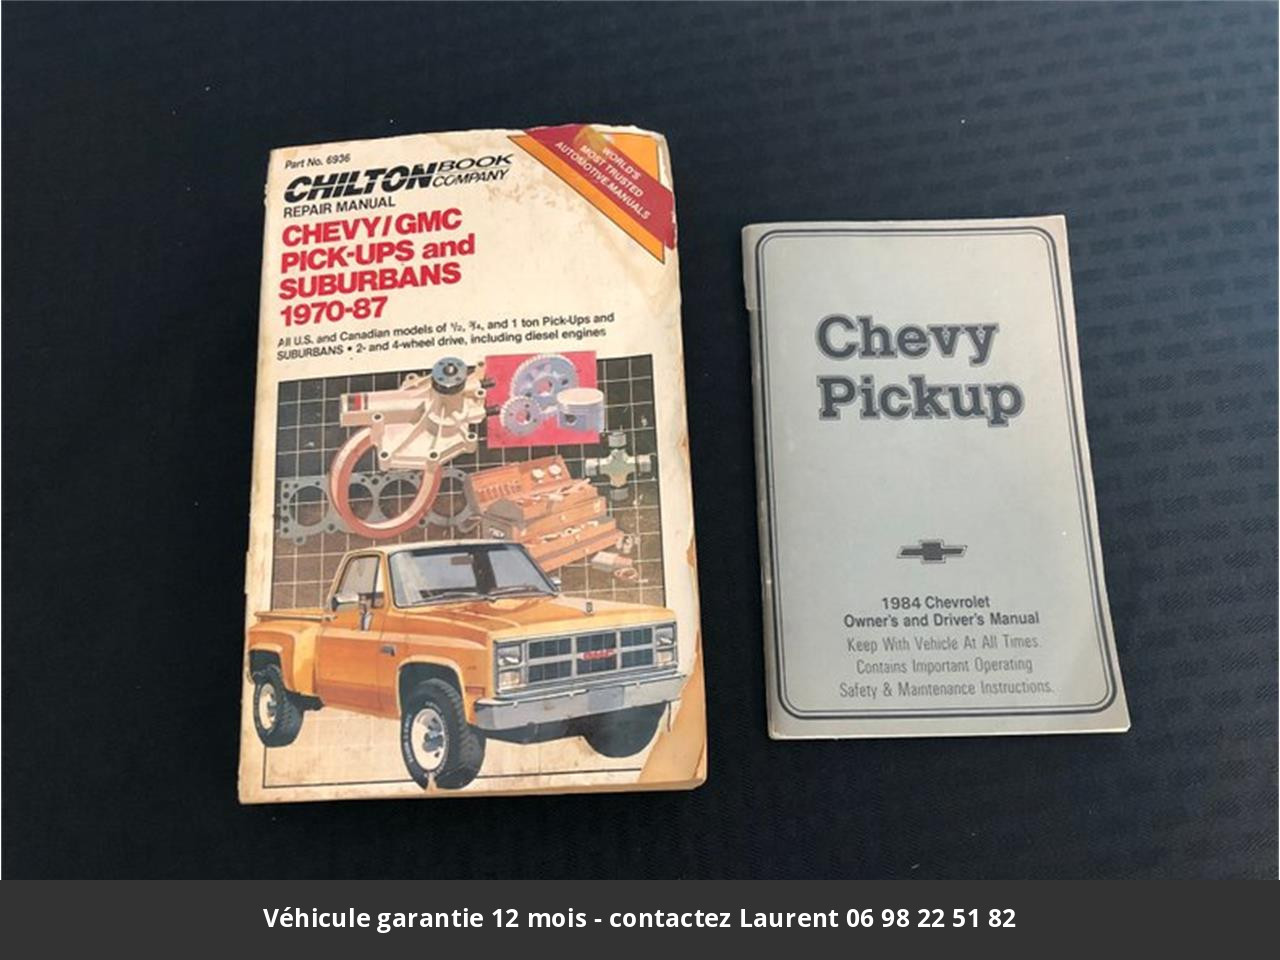 Part No. 6936
CHILTON BOOK COMPANY
REPAIR MANUAL
CHEVY/GMC
PICK-UPS and
SUBURBANS
1970-87
All U.S. and Canadian models of 1/2, 3/4, and 1 ton Pick-Ups and
SUBURBANS • 2- and 4-wheel drive, including diesel engines
WORLD'S
MOST TRUSTED
AUTOMOTIVE MANUALS
GMC
Chevy
Pickup
1984 Chevrolet
Owner's and Driver's Manual
Keep With Vehicle At All Times.
Contains Important Operating
Safety & Maintenance Instructions.
Véhicule garantie 12 mois - contactez Laurent 06 98 22 51 82